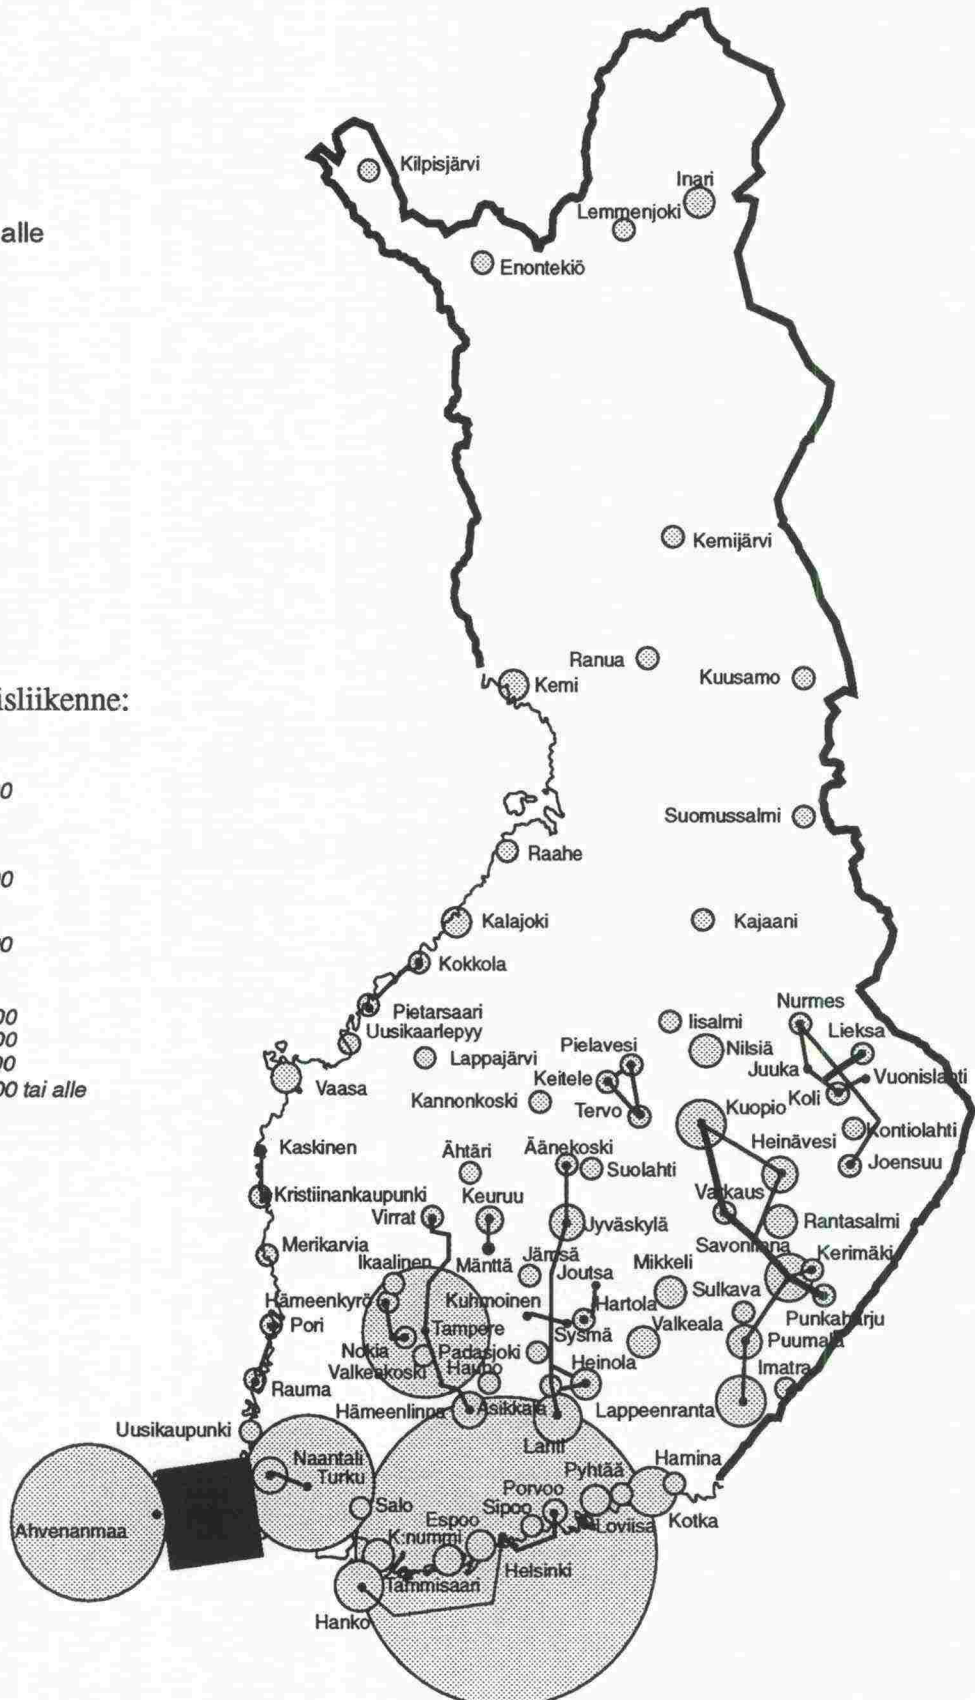 alle
Kilpisjärvi
Inari
Lemmenjoki
Enontekiö
Kemijärvi
Ranua
Kuusamo
Kemi
isliikenne:
0
Suomussalmi
Raahe
00
Kalajoki
Kajaani
00
Kokkola
Nurmes
Pietarsaari
00
Iisalmi
Lieksa
Uusikaarlepyy
00
Pielavesi
Nilsiä
Lappajärvi
00
Juuka
Vuonislahti
Keitele
00 tai alle
Vaasa
Koli
Kannonkoski
Tervo
Kuopio
Kontiolahti
Kaskinen
Ähtäri
Äänekoski
Heinävesi
Suolahti
Joensuu
Kristiinankaupunki
Keuruu
Varkaus
Virrat
Jyväskylä
Rantasalmi
Merikarvia
Savonlinna
Kerimäki
Ikaalinen
Mänttä
Jämsä
Mikkeli
Joutsa
Sulkava
Hämeenkyrö
Kuhmoinen
Hartola
Punkaharju
Pori
Tampere
Sysmä
Valkeala
Puumala
Nokia
Padasjoki
Valkeakoski
Hauho
Heinola
Imatra
Rauma
Hämeenlinna
Asikkala
Lappeenranta
Uusikaupunki
Lahti
Naantali
Hamina
Turku
Pyhtää
Porvoo
Salo
Sipoo
Espoo
Loviisa
Kotka
Ahvenanmaa
K:nummi
Helsinki
Tammisaari
Hanko